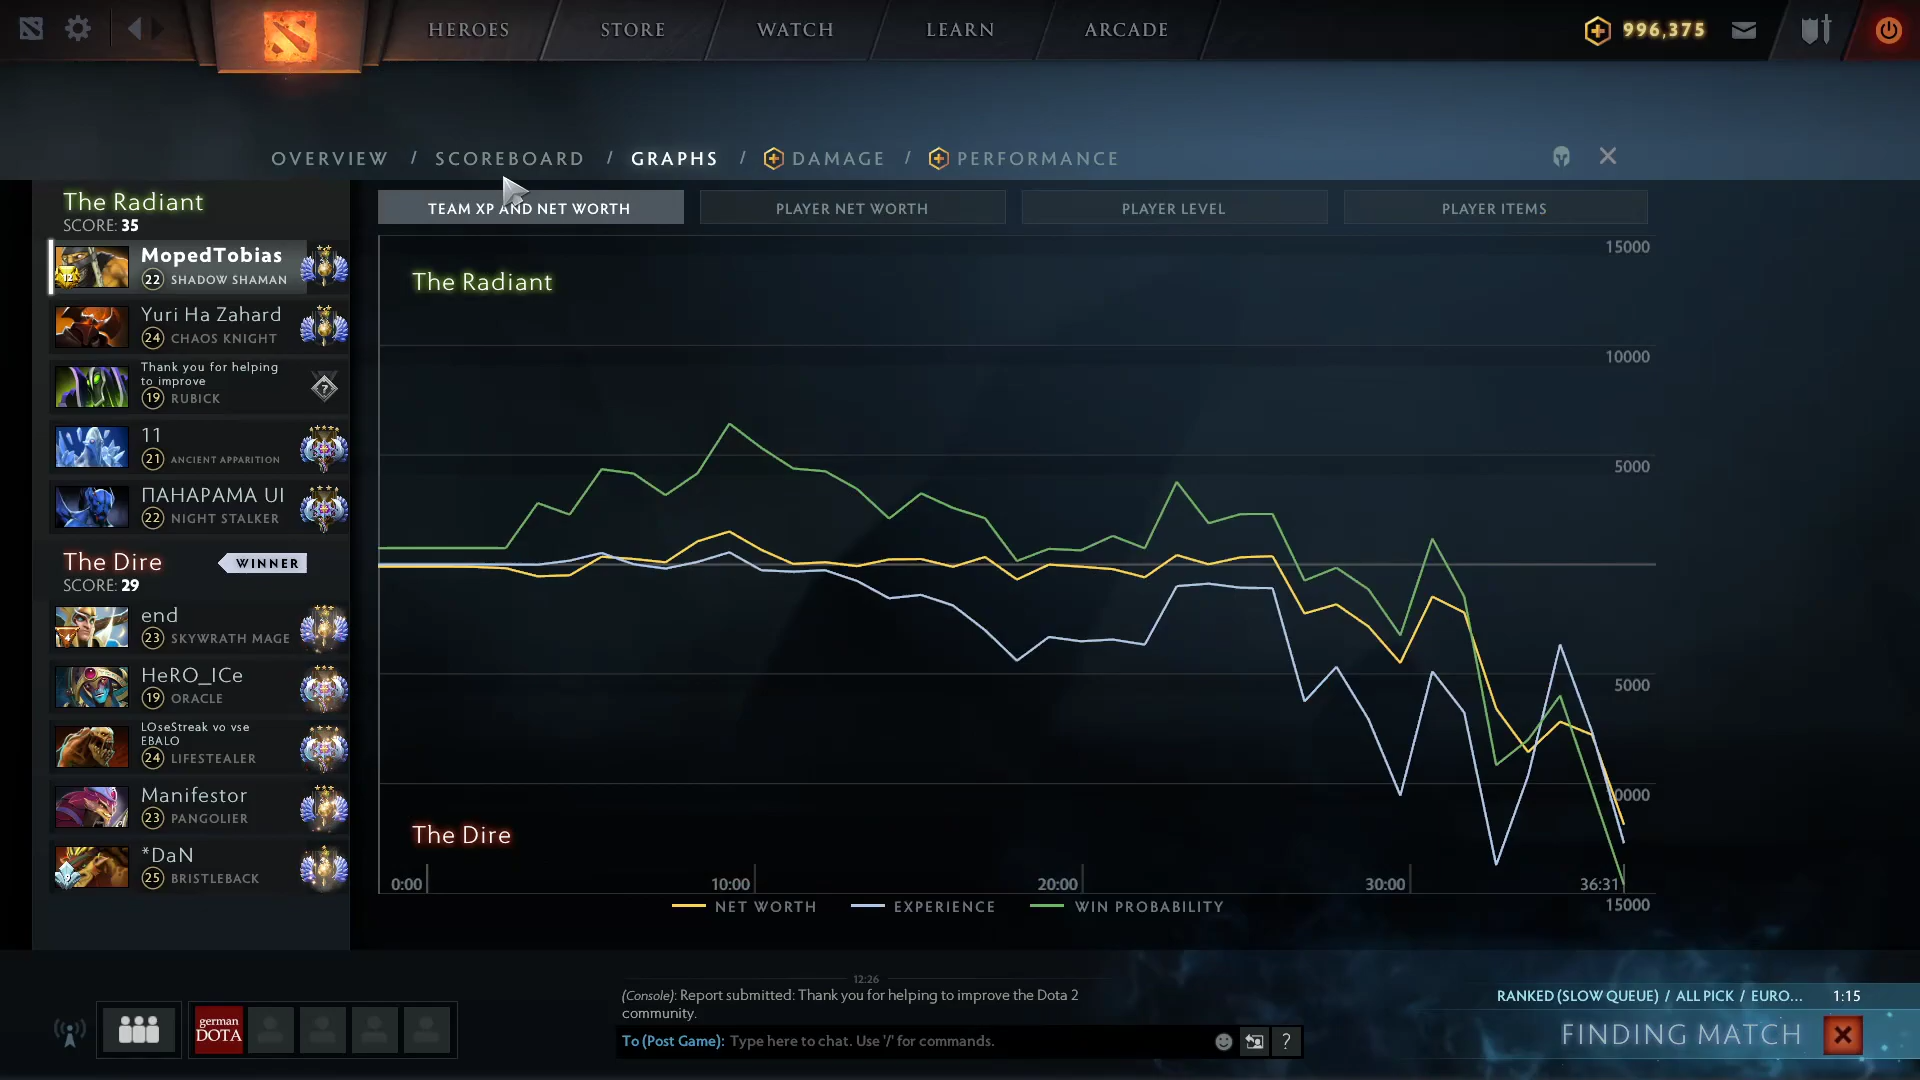 HEROES
STORE
WATCH
LEARN
ARCADE
996,375
OVERVIEW / SCOREBOARD / GRAPHS / DAMAGE / PERFORMANCE
The Radiant
SCORE: 35
MopedTobias
12
22 SHADOW SHAMAN
Yuri Ha Zahard
24 CHAOS KNIGHT
Thank you for helping
to improve
19 RUBICK
?
11
21 ANCIENT APPARITION
ПАНАРАМА UI
22 NIGHT STALKER
The Dire
WINNER
SCORE: 29
end
23 SKYWRATH MAGE
HeRO_ICe
19 ORACLE
LOseStreak vo vse
EBALO
24 LIFESTEALER
Manifestor
23 PANGOLIER
*DaN
25 BRISTLEBACK
TEAM XP AND NET WORTH
PLAYER NET WORTH
PLAYER LEVEL
PLAYER ITEMS
15000
The Radiant
10000
5000
5000
0000
The Dire
0:00
10:00
20:00
30:00
36:31
15000
NET WORTH
EXPERIENCE
WIN PROBABILITY
german
DOTA
12:26
(Console): Report submitted: Thank you for helping to improve the Dota 2
community.
To (Post Game): Type here to chat. Use '/' for commands.
?
RANKED (SLOW QUEUE) / ALL PICK / EURO... 1:15
FINDING MATCH